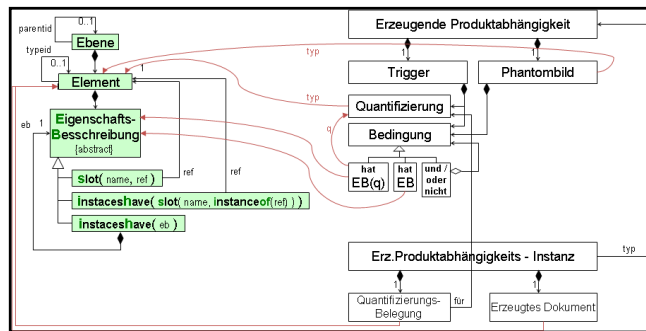 parentid
0..1
Ebene
typeid
0..1
1
Element
eb
Eigenschafts-
Besschreibung
{abstract}
slot( name, ref )
ref
instaceshave( slot( name, instanceof(ref) ) )
ref
instaceshave( eb )
Erzeugende Produktabhängigkeit
1
1
typ
Trigger
Phantombild
typ
Quantifizierung
q
Bedingung
hat
EB(q)
hat
EB
und /
oder
nicht
Erz.Produktabhängigkeits - Instanz
typ
1
1
Quantifizierungs-
Belegung
für
Erzeugtes Dokument